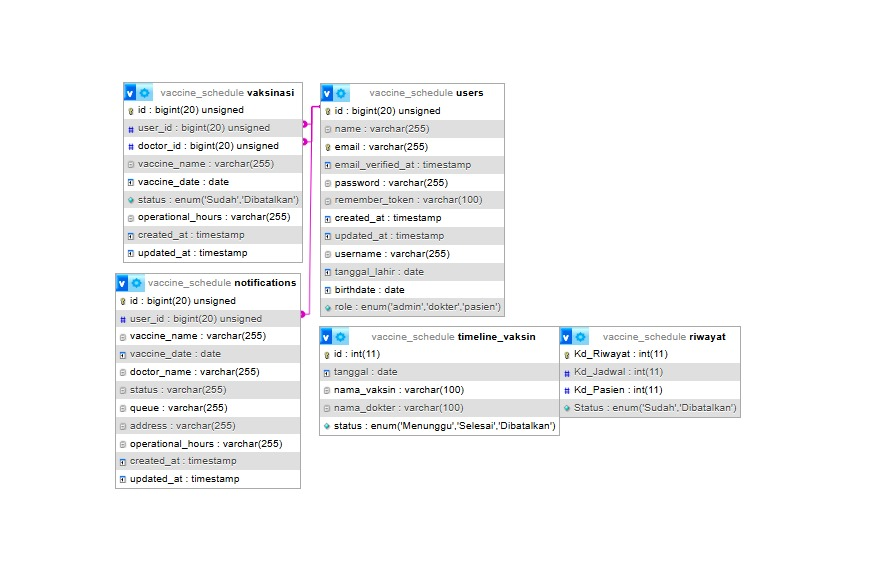 vaccine_schedule vaksinasi
id : bigint(20) unsigned
user_id : bigint(20) unsigned
doctor_id : bigint(20) unsigned
vaccine_name : varchar(255)
vaccine_date : date
status : enum('Sudah','Dibatalkan')
operational_hours : varchar(255)
created_at : timestamp
updated_at : timestamp
vaccine_schedule users
id : bigint(20) unsigned
name : varchar(255)
email : varchar(255)
email_verified_at : timestamp
password : varchar(255)
remember_token : varchar(100)
created_at : timestamp
updated_at : timestamp
username : varchar(255)
tanggal_lahir : date
birthdate : date
role : enum('admin','dokter','pasien')
vaccine_schedule notifications
id : bigint(20) unsigned
user_id : bigint(20) unsigned
vaccine_name : varchar(255)
vaccine_date : date
doctor_name : varchar(255)
status : varchar(255)
queue : varchar(255)
address : varchar(255)
operational_hours : varchar(255)
created_at : timestamp
updated_at : timestamp
vaccine_schedule timeline_vaksin
id : int(11)
tanggal : date
nama_vaksin : varchar(100)
nama_dokter : varchar(100)
status : enum('Menunggu','Selesai','Dibatalkan')
vaccine_schedule riwayat
Kd_Riwayat : int(11)
Kd_Jadwal : int(11)
Kd_Pasien : int(11)
Status : enum('Sudah','Dibatalkan')